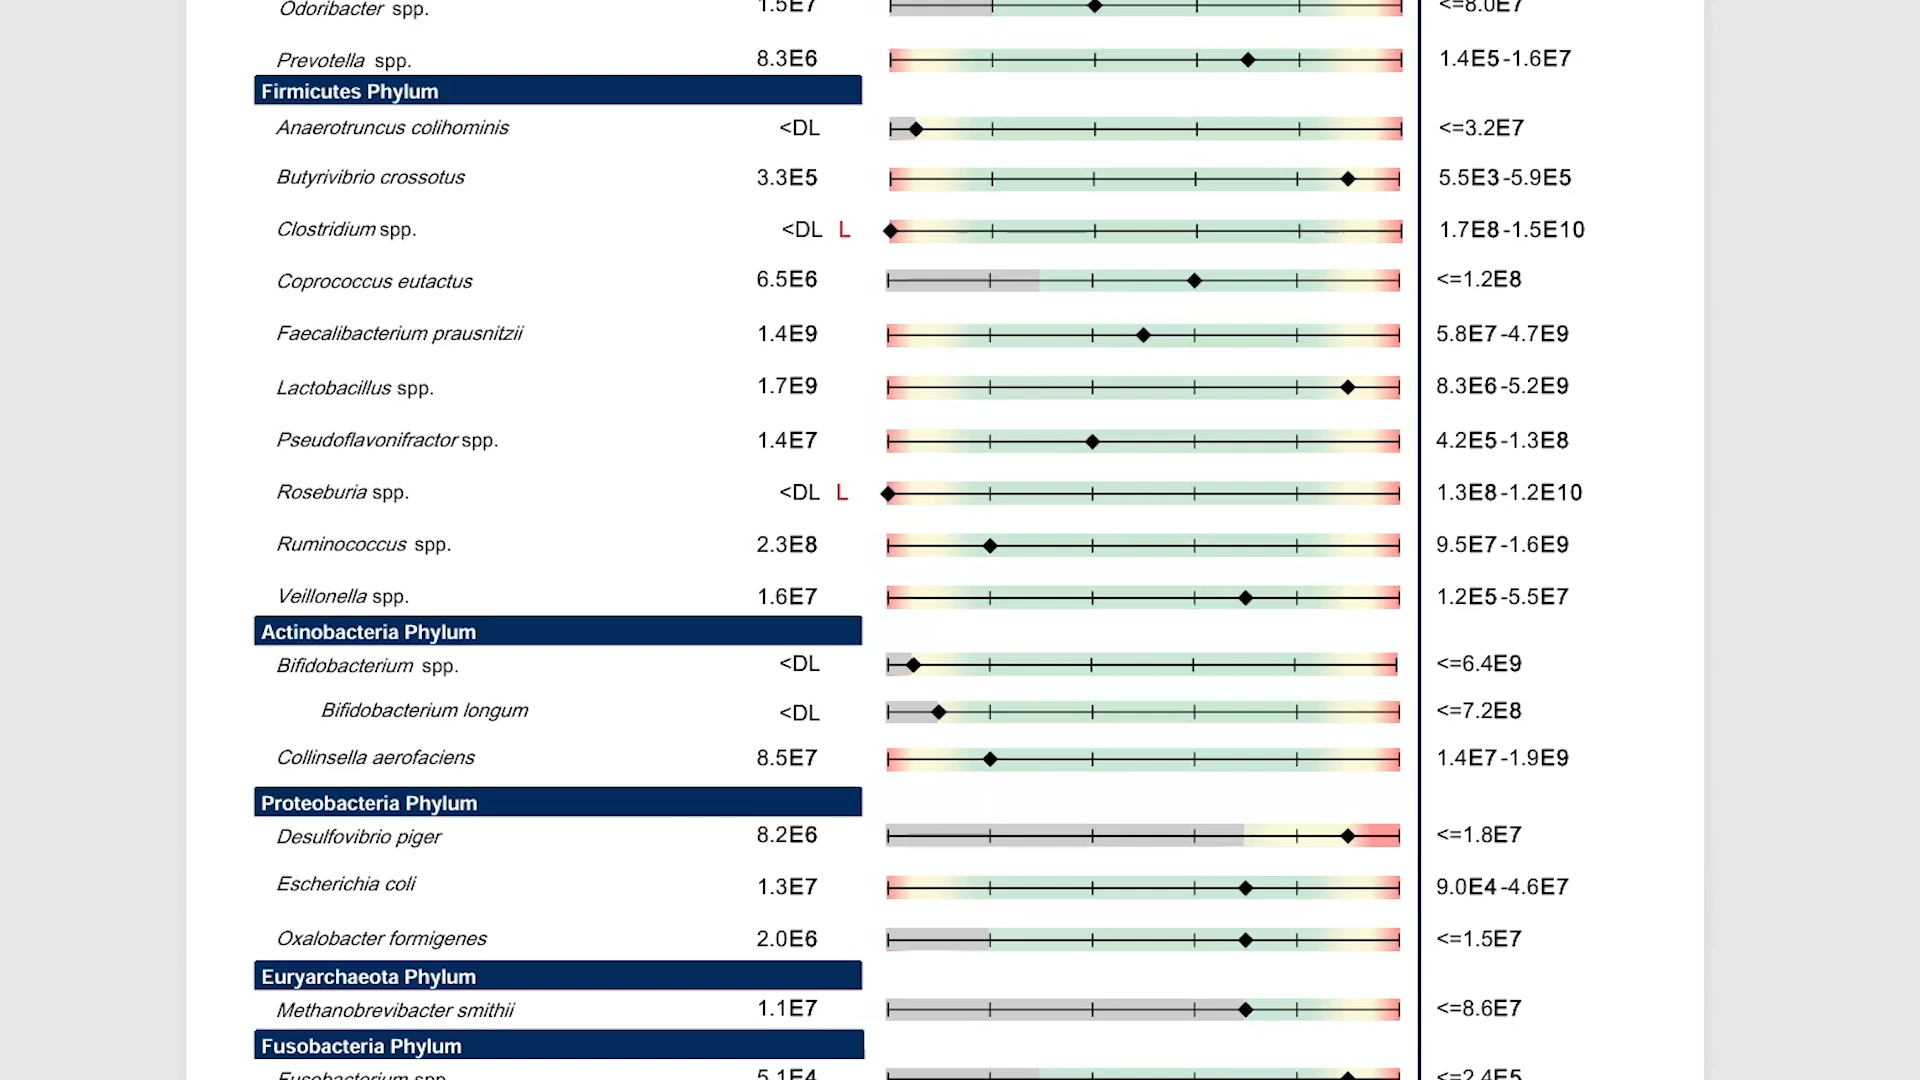 Odoribacter spp. 1.5E7 <=8.0E7
Prevotella spp. 8.3E6 1.4E5-1.6E7
Firmicutes Phylum
Anaerotruncus colihominis <DL <=3.2E7
Butyrivibrio crossotus 3.3E5 5.5E3-5.9E5
Clostridium spp. <DL L 1.7E8-1.5E10
Coprococcus eutactus 6.5E6 <=1.2E8
Faecalibacterium prausnitzii 1.4E9 5.8E7-4.7E9
Lactobacillus spp. 1.7E9 8.3E6-5.2E9
Pseudoflavonifractor spp. 1.4E7 4.2E5-1.3E8
Roseburia spp. <DL L 1.3E8-1.2E10
Ruminococcus spp. 2.3E8 9.5E7-1.6E9
Veillonella spp. 1.6E7 1.2E5-5.5E7
Actinobacteria Phylum
Bifidobacterium spp. <DL <=6.4E9
Bifidobacterium longum <DL <=7.2E8
Collinsella aerofaciens 8.5E7 1.4E7-1.9E9
Proteobacteria Phylum
Desulfovibrio piger 8.2E6 <=1.8E7
Escherichia coli 1.3E7 9.0E4-4.6E7
Oxalobacter formigenes 2.0E6 <=1.5E7
Euryarchaeota Phylum
Methanobrevibacter smithii 1.1E7 <=8.6E7
Fusobacteria Phylum
Fusobacterium spp. 5.1E4 <=2.4E5